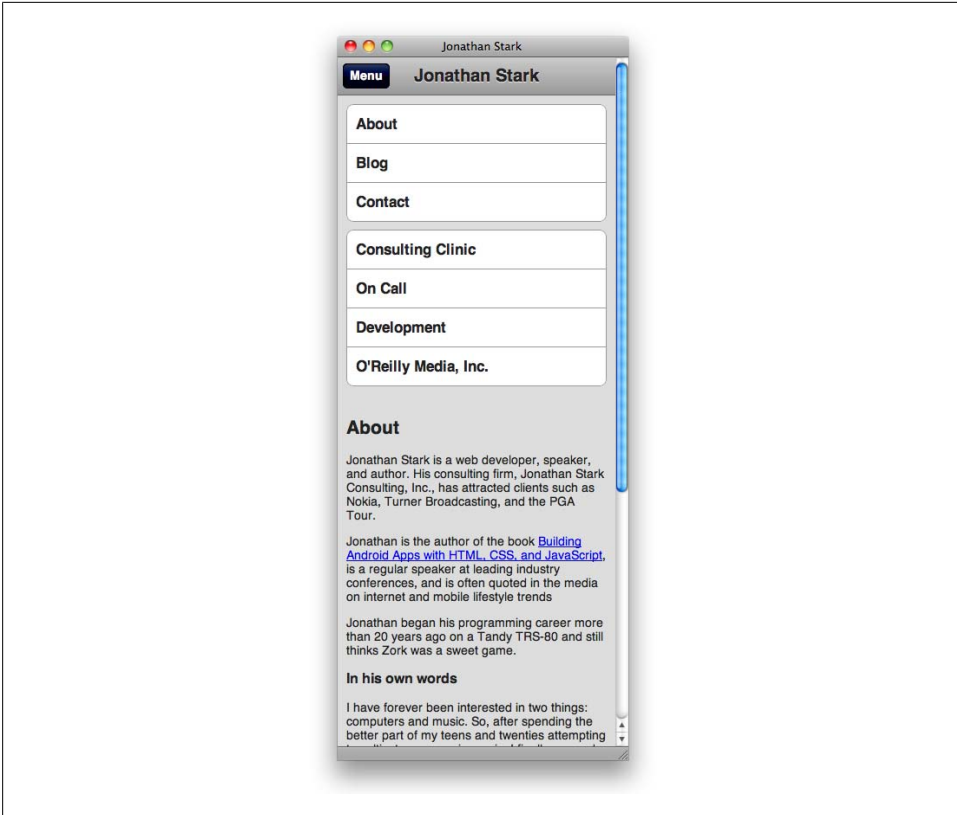 Jonathan Stark
Menu
Jonathan Stark
About
Blog
Contact
Consulting Clinic
On Call
Development
O'Reilly Media, Inc.
About
Jonathan Stark is a web developer, speaker,
and author. His consulting firm, Jonathan Stark
Consulting, Inc., has attracted clients such as
Nokia, Turner Broadcasting, and the PGA
Tour.
Jonathan is the author of the book Building
Android Apps with HTML, CSS, and JavaScript,
is a regular speaker at leading industry
conferences, and is often quoted in the media
on internet and mobile lifestyle trends
Jonathan began his programming career more
than 20 years ago on a Tandy TRS-80 and still
thinks Zork was a sweet game.
In his own words
I have forever been interested in two things:
computers and music. So, after spending the
better part of my teens and twenties attempting